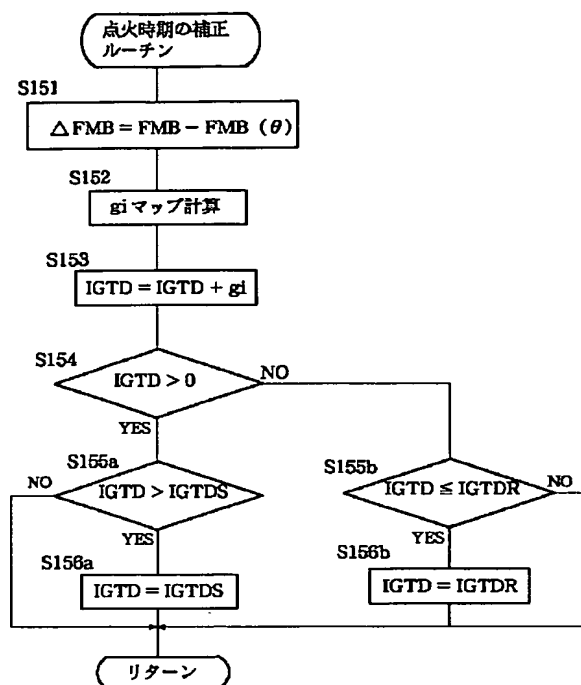 点火時期の補正
ルーチン
S151
△FMB = FMB − FMB (θ)
S152
gi マップ計算
S153
IGTD = IGTD + gi
S154
IGTD > 0
NO
YES
S155a
NO
IGTD > IGTDS
YES
S156a
IGTD = IGTDS
S155b
IGTD ≦ IGTDR
NO
YES
S156b
IGTD = IGTDR
リターン